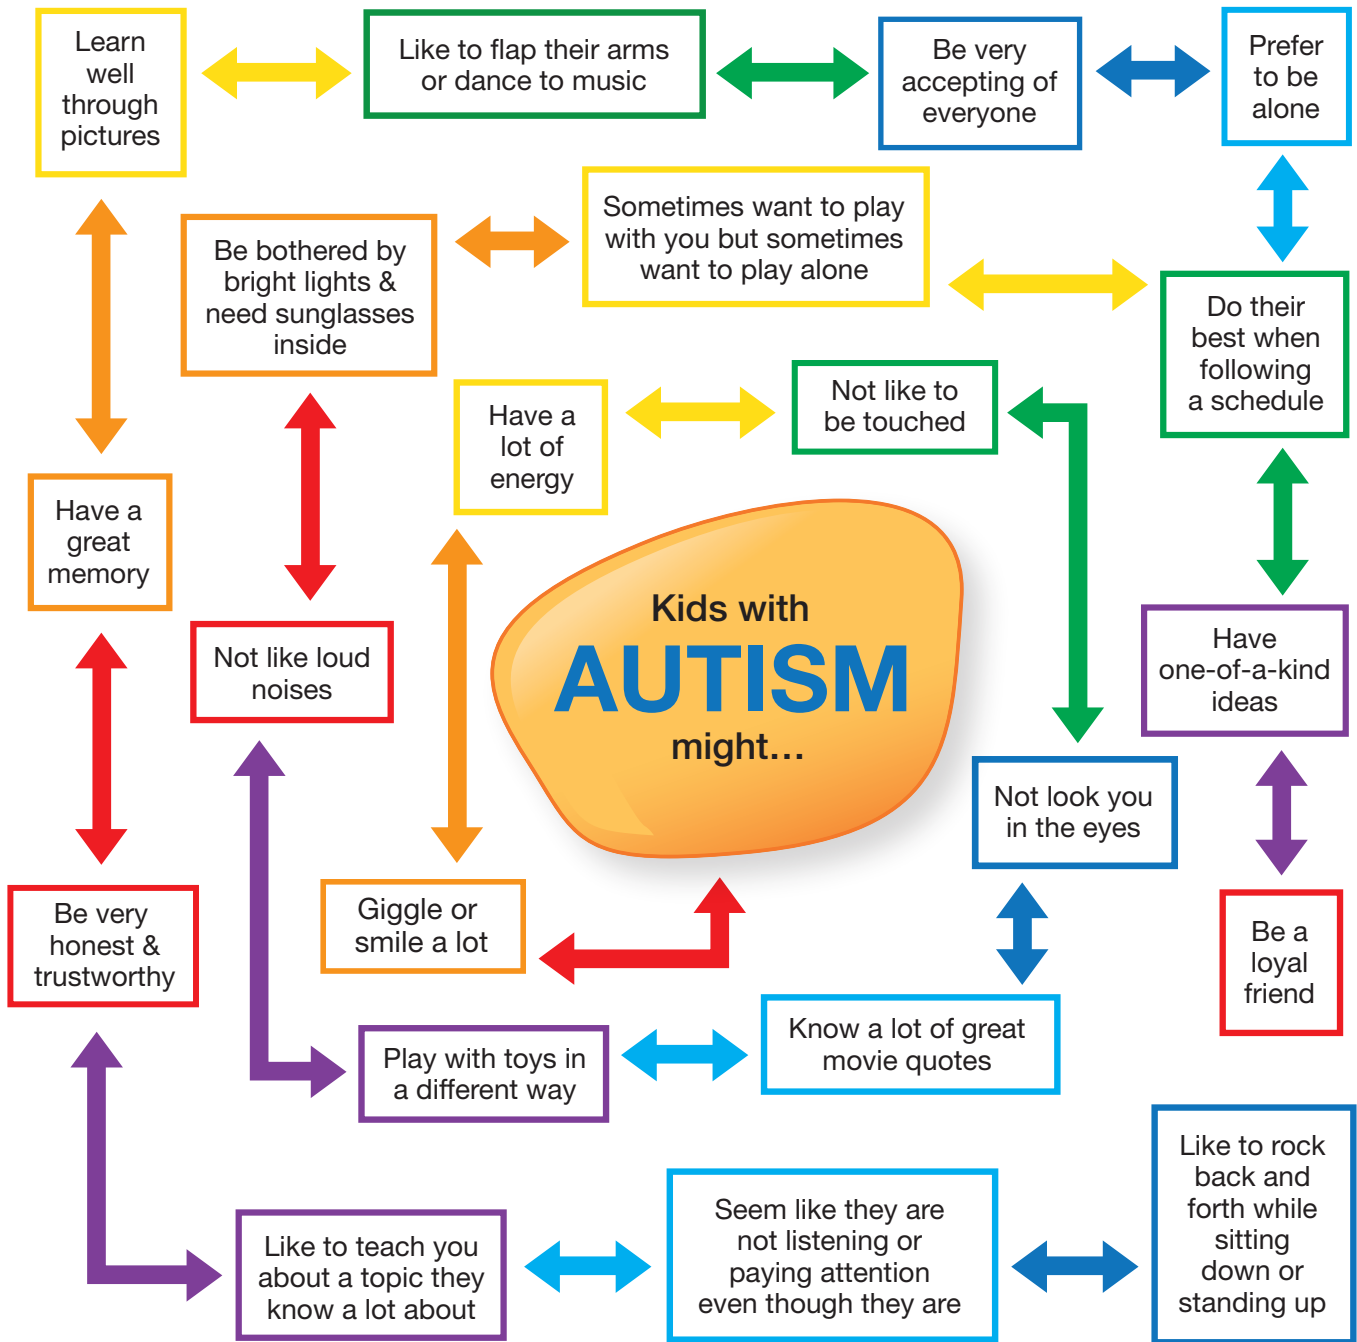 Learn
well
through
pictures
Like to flap their arms
or dance to music
Be very
accepting of
everyone
Prefer
to be
alone
Be bothered by
bright lights &
need sunglasses
inside
Sometimes want to play
with you but sometimes
want to play alone
Do their
best when
following
a schedule
Have a
lot of
energy
Not like to
be touched
Have a
great
memory
Not like loud
noises
Kids with
AUTISM
might...
Have
one-of-a-kind
ideas
Not look you
in the eyes
Be very
honest &
trustworthy
Giggle or
smile a lot
Be a
loyal
friend
Play with toys in
a different way
Know a lot of great
movie quotes
Like to teach you
about a topic they
know a lot about
Seem like they are
not listening or
paying attention
even though they are
Like to rock
back and
forth while
sitting
down or
standing up